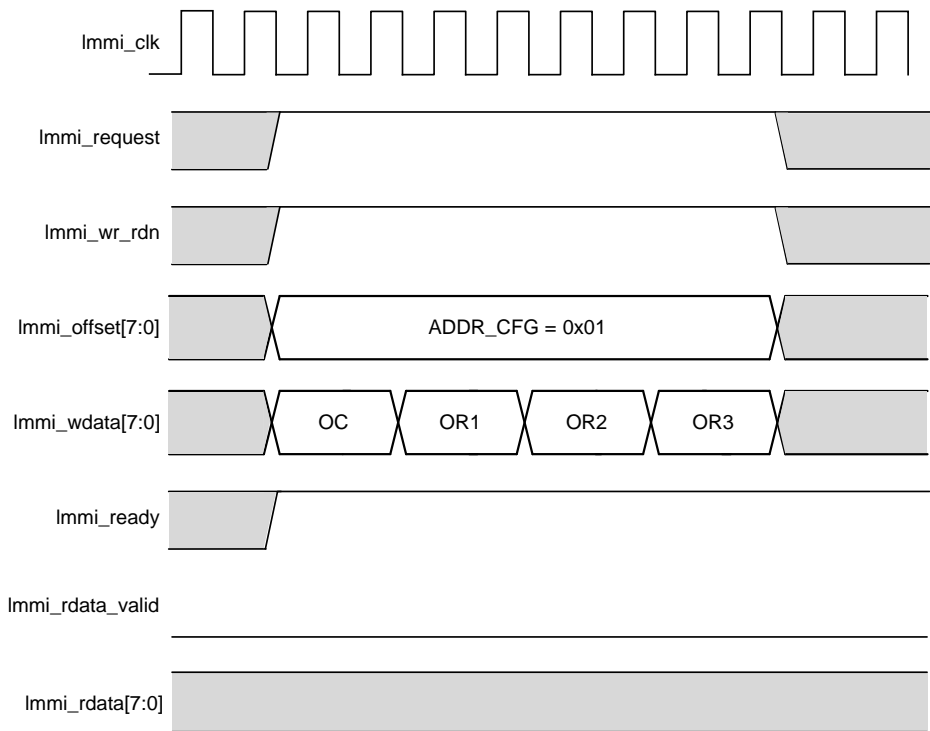 lmmi_clk
lmmi_request
lmmi_wr_rdn
lmmi_offset[7:0] ADDR_CFG = 0x01
lmmi_wdata[7:0] OC OR1 OR2 OR3
lmmi_ready
lmmi_rdata_valid
lmmi_rdata[7:0]